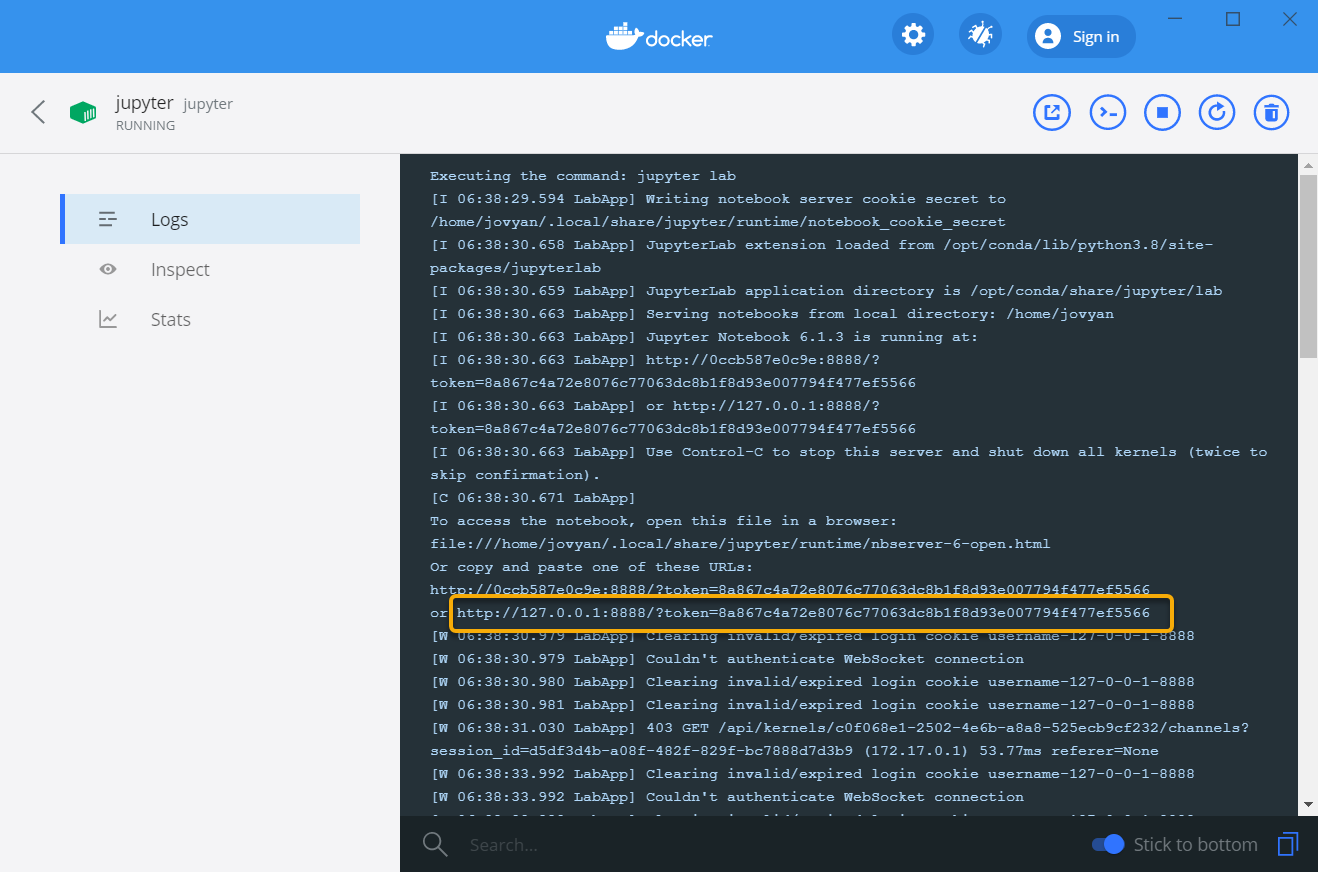 docker
Sign in
jupyter jupyter
RUNNING
Logs
Inspect
Stats
Executing the command: jupyter lab
[I 06:38:29.594 LabApp] Writing notebook server cookie secret to
/home/jovyan/.local/share/jupyter/runtime/notebook_cookie_secret
[I 06:38:30.658 LabApp] JupyterLab extension loaded from /opt/conda/lib/python3.8/site-
packages/jupyterlab
[I 06:38:30.659 LabApp] JupyterLab application directory is /opt/conda/share/jupyter/lab
[I 06:38:30.663 LabApp] Serving notebooks from local directory: /home/jovyan
[I 06:38:30.663 LabApp] Jupyter Notebook 6.1.3 is running at:
[I 06:38:30.663 LabApp] http://0ccb587e0c9e:8888/?
token=8a867c4a72e8076c77063dc8b1f8d93e007794f477ef5566
[I 06:38:30.663 LabApp] or http://127.0.0.1:8888/?
token=8a867c4a72e8076c77063dc8b1f8d93e007794f477ef5566
[I 06:38:30.663 LabApp] Use Control-C to stop this server and shut down all kernels (twice to
skip confirmation).
[C 06:38:30.671 LabApp]
To access the notebook, open this file in a browser:
file:///home/jovyan/.local/share/jupyter/runtime/nbserver-6-open.html
Or copy and paste one of these URLs:
http://0ccb587e0c9e:8888/?token=8a867c4a72e8076c77063dc8b1f8d93e007794f477ef5566
or http://127.0.0.1:8888/?token=8a867c4a72e8076c77063dc8b1f8d93e007794f477ef5566
[W 06:38:30.979 LabApp] Clearing invalid/expired login cookie username-127-0-0-1-8888
[W 06:38:30.979 LabApp] Couldn't authenticate WebSocket connection
[W 06:38:30.980 LabApp] Clearing invalid/expired login cookie username-127-0-0-1-8888
[W 06:38:30.981 LabApp] Clearing invalid/expired login cookie username-127-0-0-1-8888
[W 06:38:31.030 LabApp] 403 GET /api/kernels/c0f068e1-2502-4e6b-a8a8-525ecb9cf232/channels?
session_id=d5df3d4b-a08f-482f-829f-bc7888d7d3b9 (172.17.0.1) 53.77ms referer=None
[W 06:38:33.992 LabApp] Clearing invalid/expired login cookie username-127-0-0-1-8888
[W 06:38:33.992 LabApp] Couldn't authenticate WebSocket connection
Search...
Stick to bottom